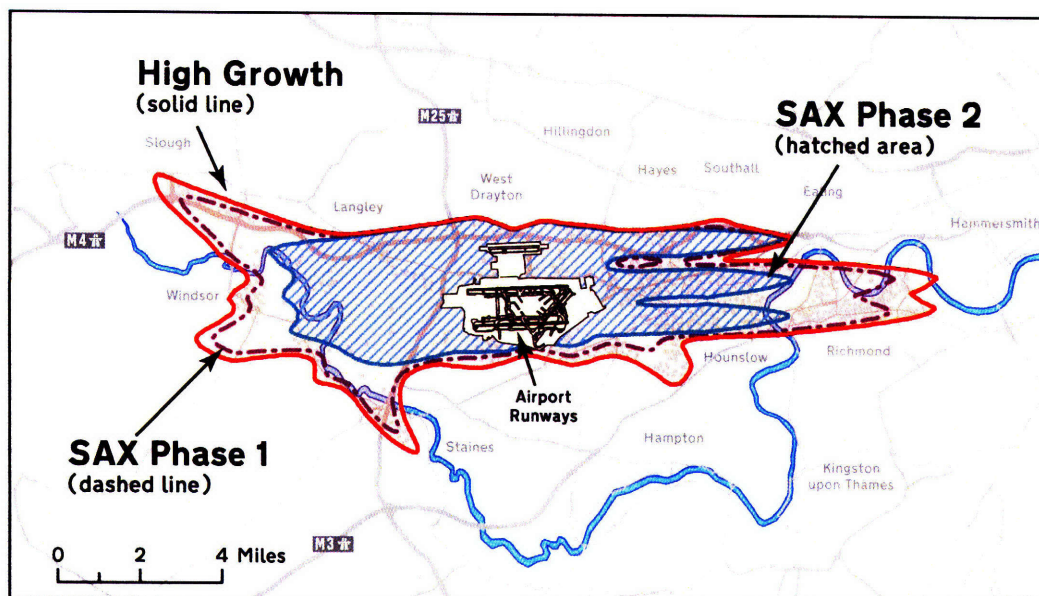 High Growth
(solid line)
SAX Phase 2
(hatched area)
M25
Hillingdon
Slough
Hayes
Southall
West
Drayton
Ealing
Langley
Hammersmith
M4
Windsor
Hounslow
Richmond
Airport
Runways
SAX Phase 1
(dashed line)
Staines
Hampton
Kingston
upon Thames
M3
0 2 4 Miles